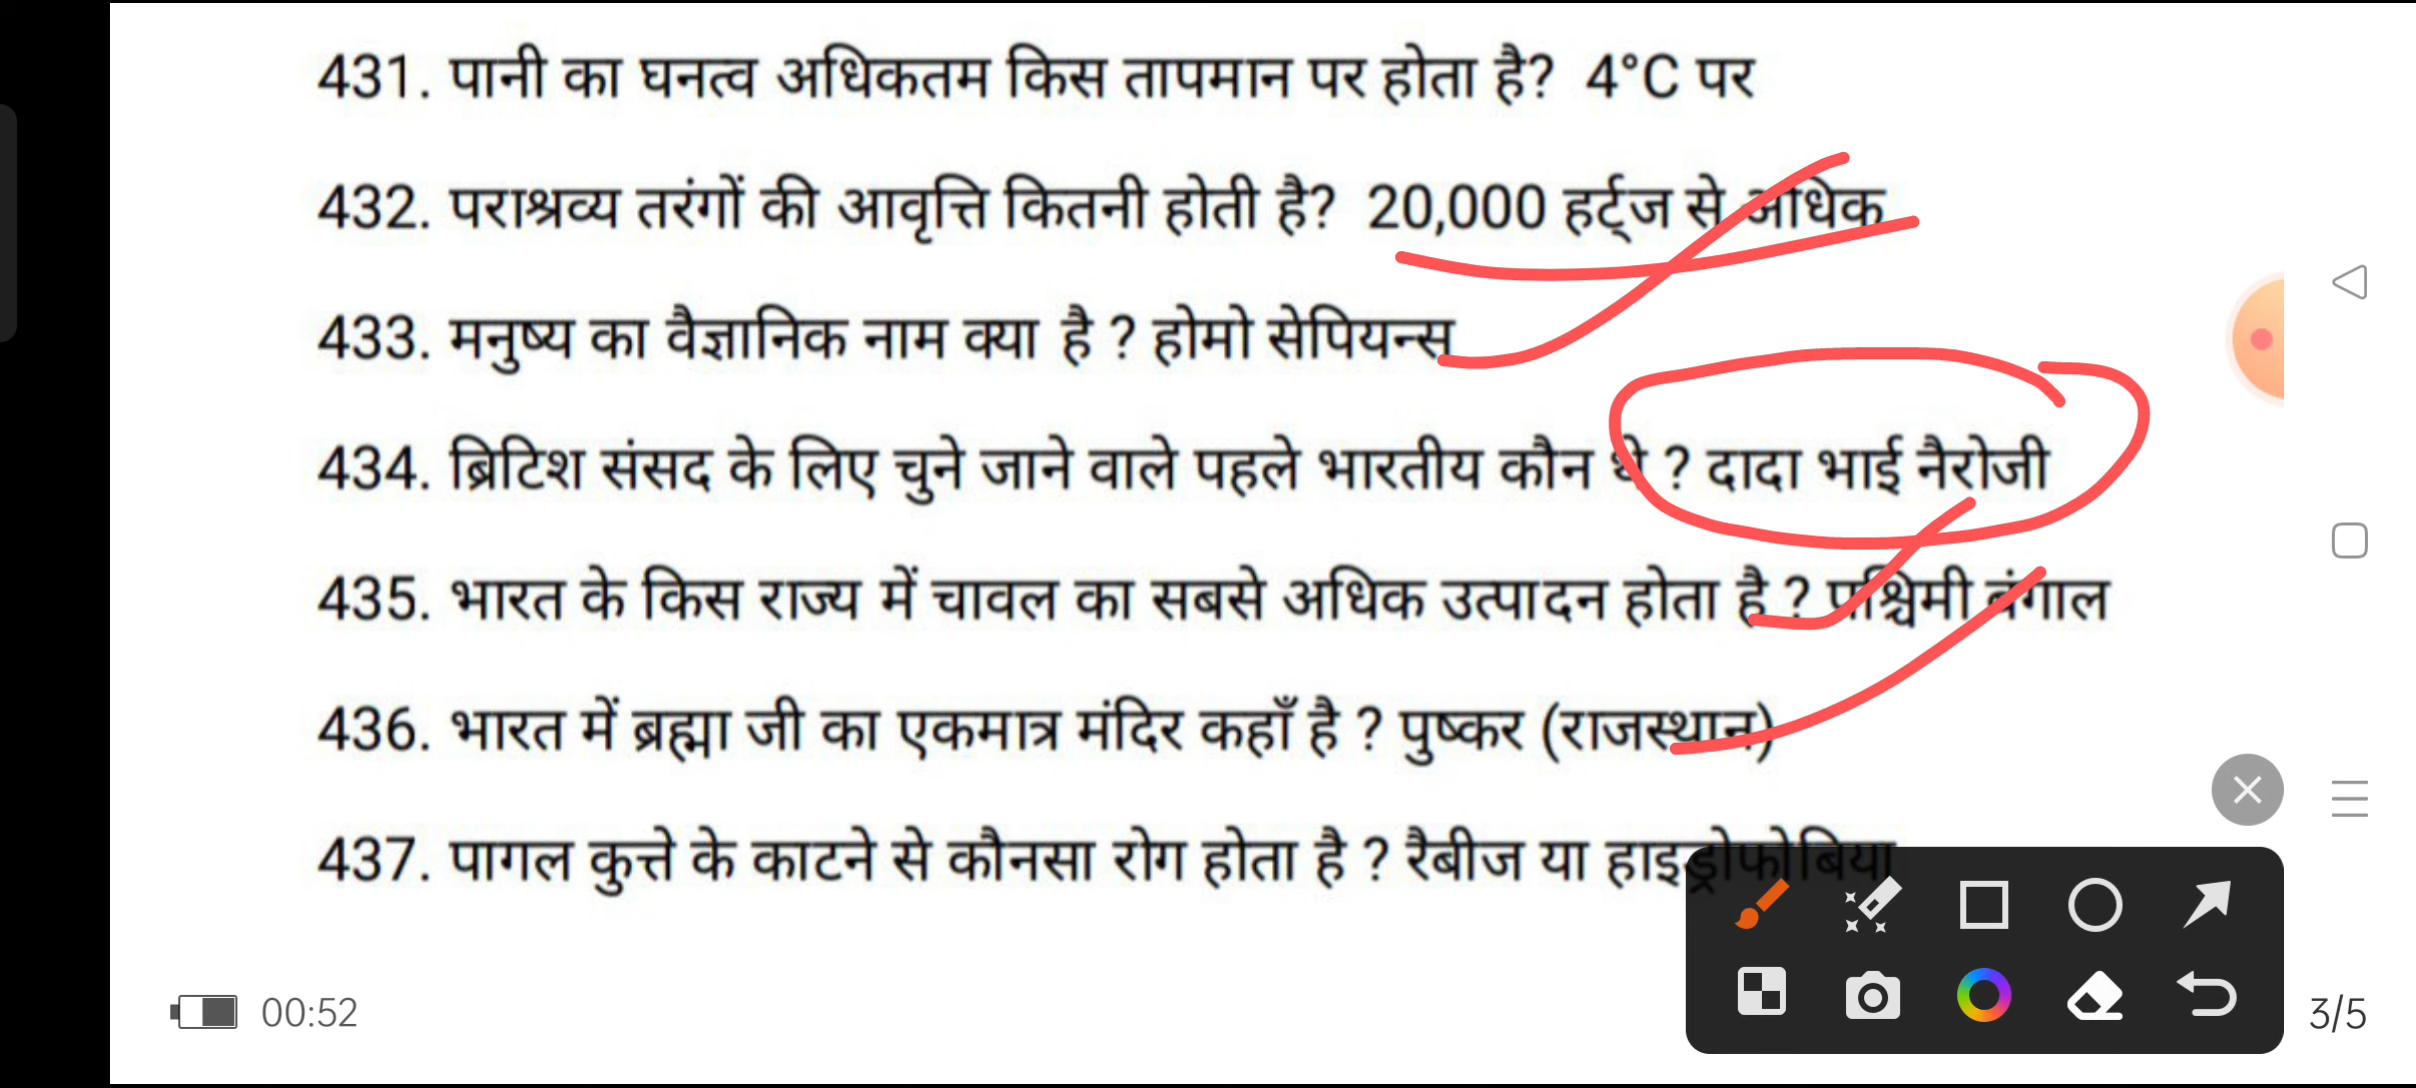 431. पानी का घनत्व अधिकतम किस तापमान पर होता है? 4°C पर
432. पराश्रव्य तरंगों की आवृत्ति कितनी होती है? 20,000 हर्ट्ज से अधिक
433. मनुष्य का वैज्ञानिक नाम क्या है ? होमो सेपियन्स
434. ब्रिटिश संसद के लिए चुने जाने वाले पहले भारतीय कौन थे ? दादा भाई नैरोजी
435. भारत के किस राज्य में चावल का सबसे अधिक उत्पादन होता है ? पश्चिमी बंगाल
436. भारत में ब्रह्मा जी का एकमात्र मंदिर कहाँ है ? पुष्कर (राजस्थान)
437. पागल कुत्ते के काटने से कौनसा रोग होता है ? रैबीज या हाइड्रोफोबिया
00:52
3/5